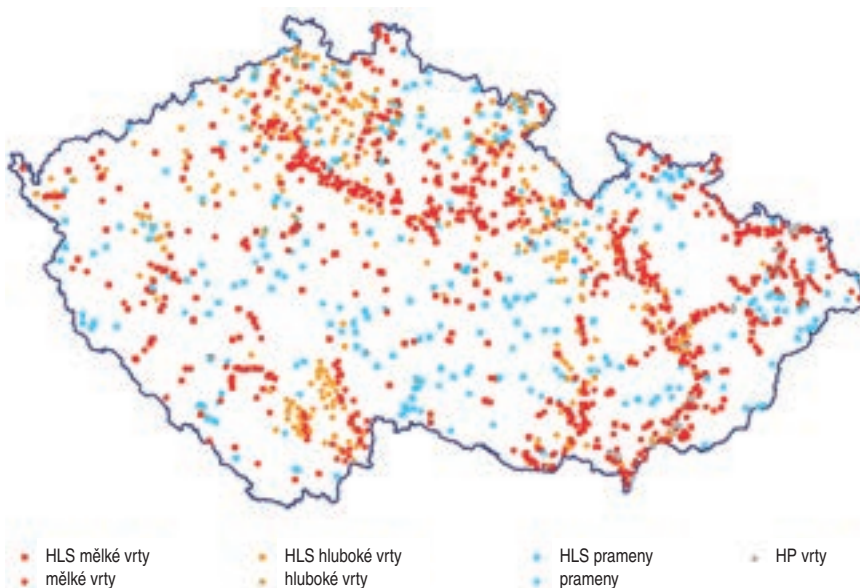 HLS mělké vrty
mělké vrty
HLS hluboké vrty
hluboké vrty
HLS prameny
prameny
HP vrty